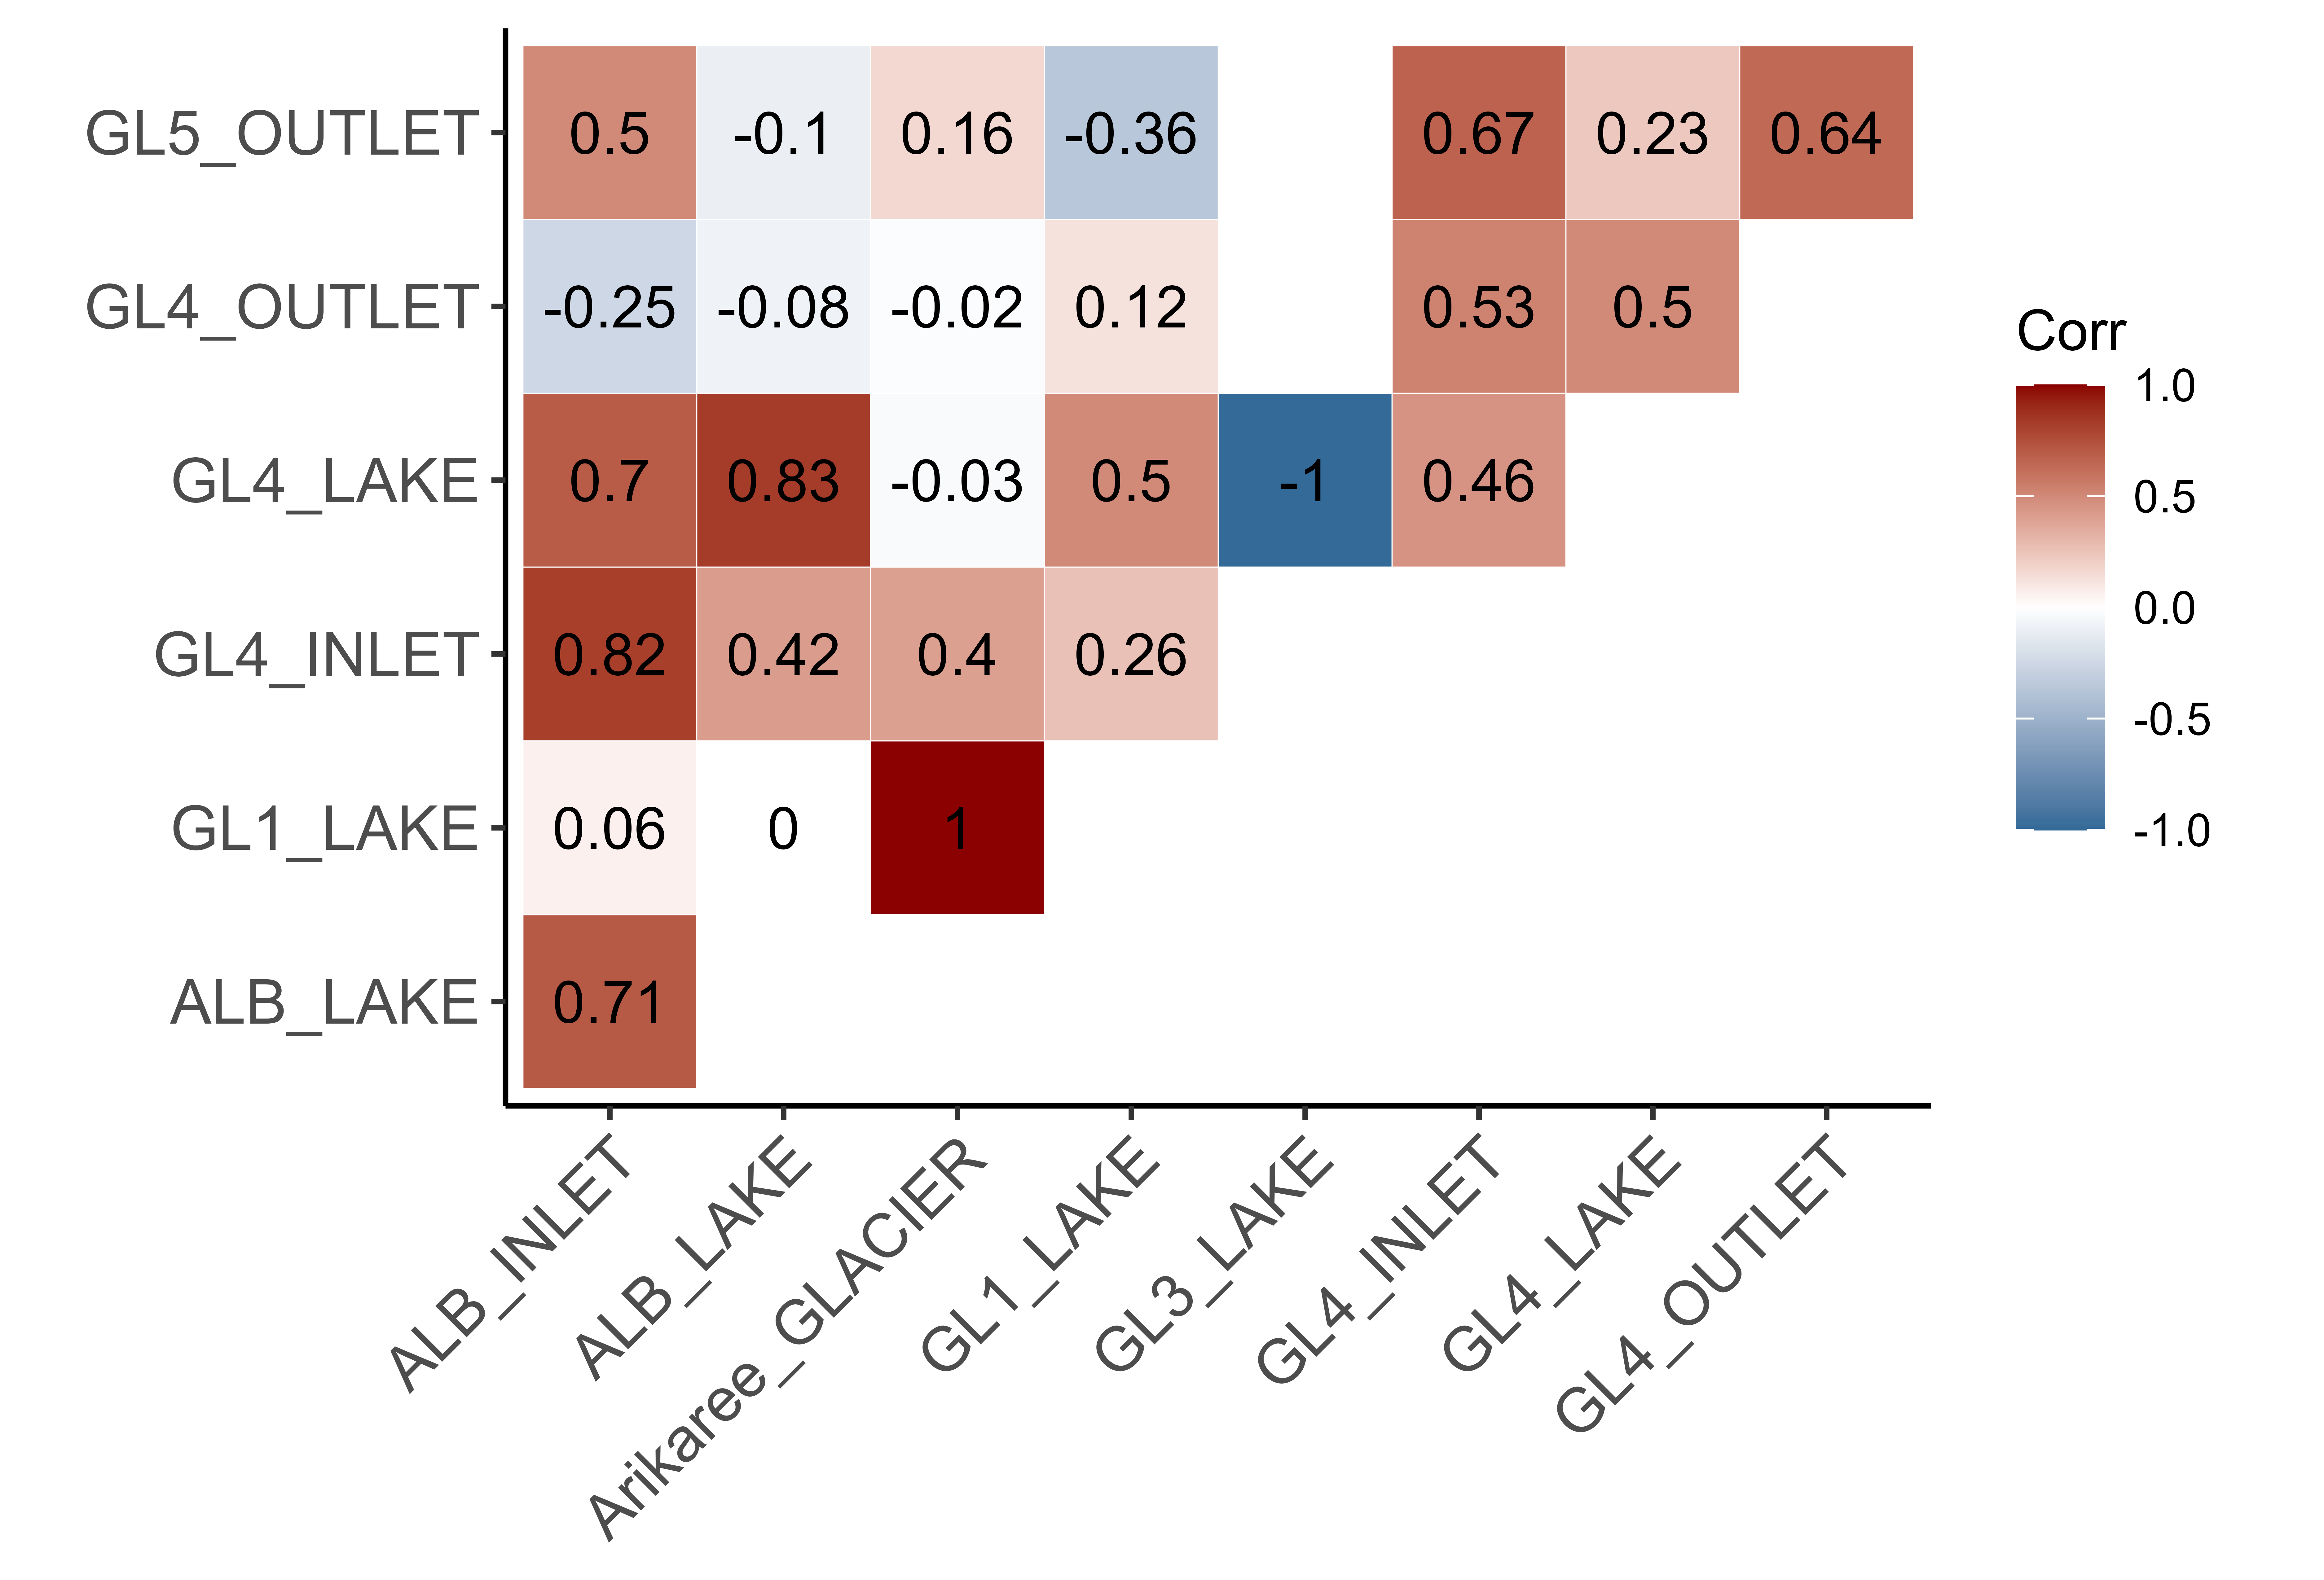 GL5_OUTLET 0.5 -0.1 0.16 -0.36 0.67 0.23 0.64
GL4_OUTLET -0.25 -0.08 -0.02 0.12 0.53 0.5
GL4_LAKE 0.7 0.83 -0.03 0.5 -1 0.46
GL4_INLET 0.82 0.42 0.4 0.26
GL1_LAKE 0.06 0 1
ALB_LAKE 0.71
ALB_INLET
ALB_LAKE
Arikaree_GLACIER
GL1_LAKE
GL3_LAKE
GL4_INLET
GL4_LAKE
GL4_OUTLET
Corr
1.0
0.5
0.0
-0.5
-1.0